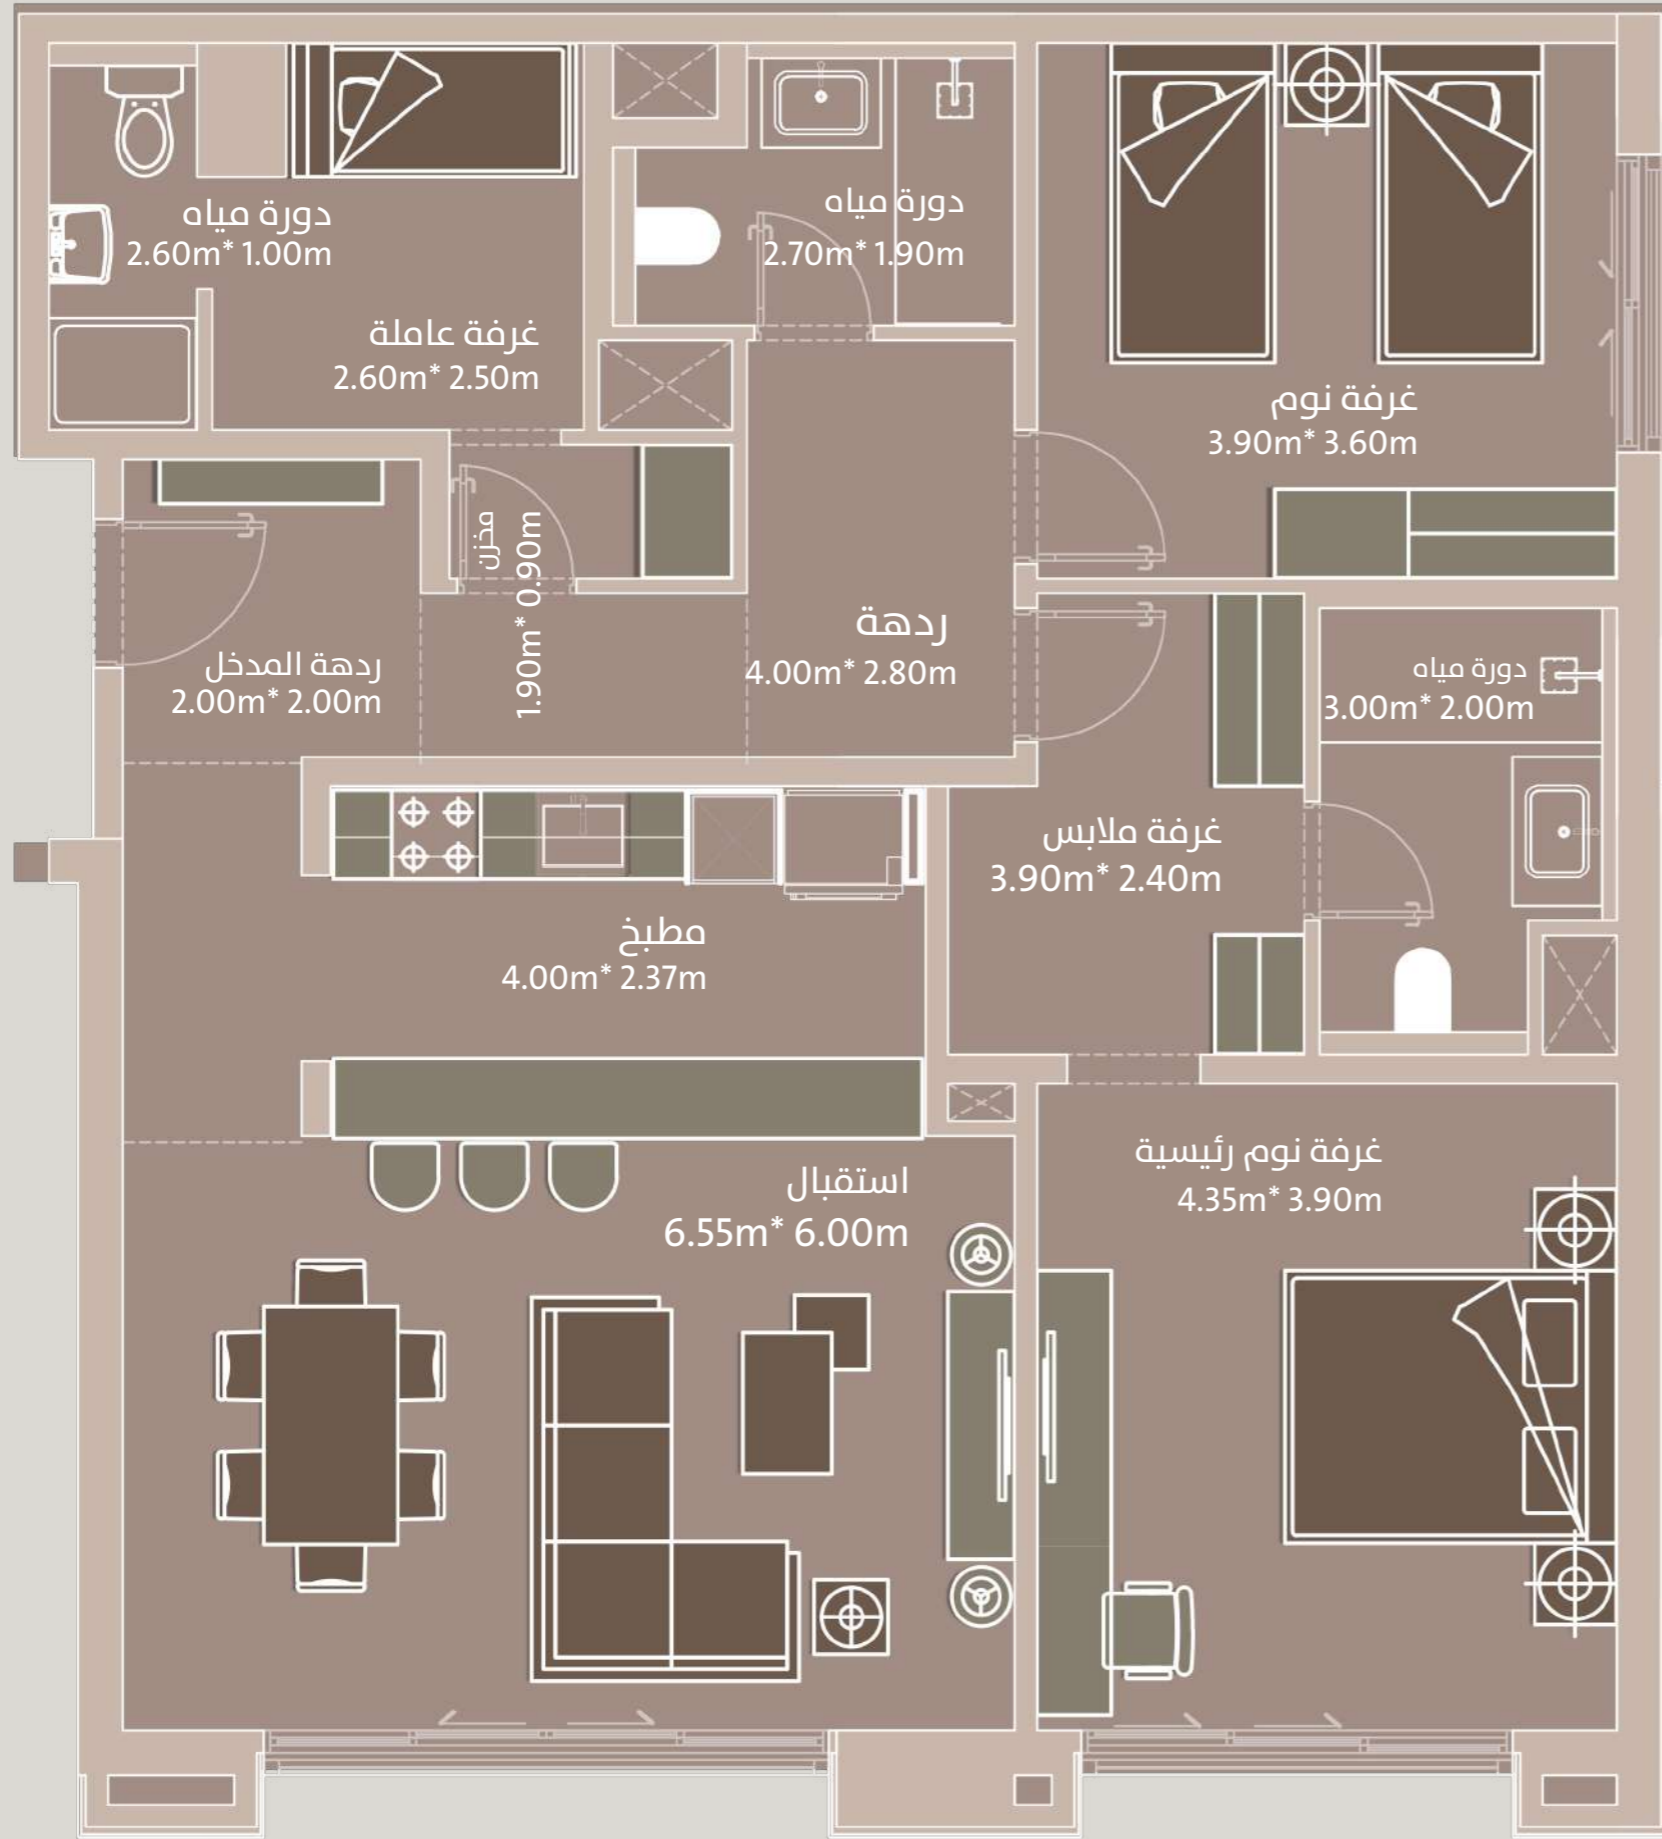 دورة مياه
2.60m* 1.00m
دورة مياه
2.70m* 1.90m
غرفة عاملة
2.60m* 2.50m
غرفة نوم
3.90m* 3.60m
مخزن
1.90m* 0.90m
ردهة
4.00m* 2.80m
ردهة المدخل
2.00m* 2.00m
دورة مياه
3.00m* 2.00m
غرفة ملابس
3.90m* 2.40m
مطبخ
4.00m* 2.37m
غرفة نوم رئيسية
4.35m* 3.90m
استقبال
6.55m* 6.00m